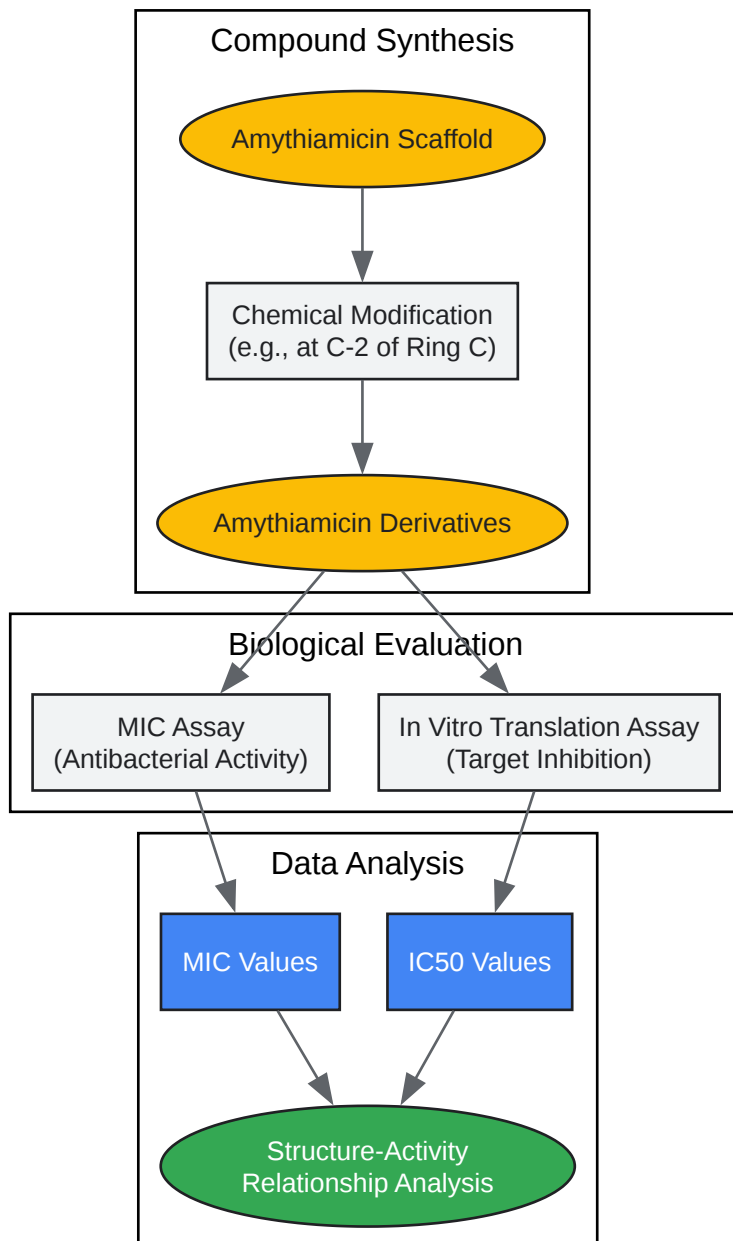 Compound Synthesis
Amythiamicin Scaffold
Chemical Modification
(e.g., at C-2 of Ring C)
Amythiamicin Derivatives
Biological Evaluation
MIC Assay
(Antibacterial Activity)
In Vitro Translation Assay
(Target Inhibition)
Data Analysis
MIC Values
IC50 Values
Structure-Activity
Relationship Analysis